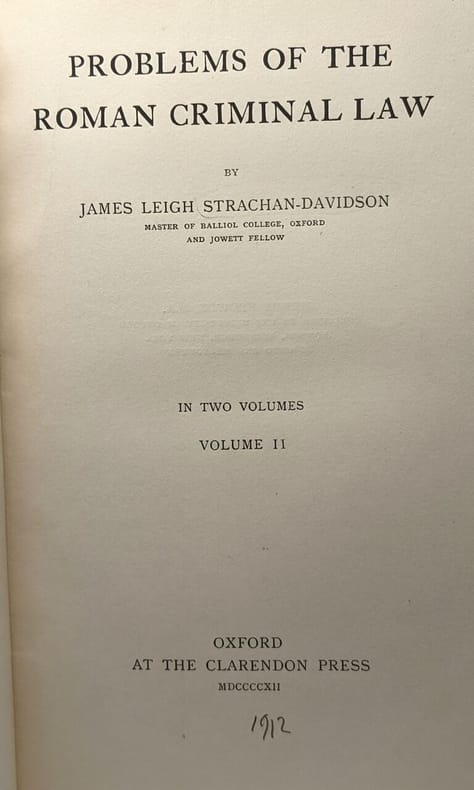 PROBLEMS OF THE
ROMAN CRIMINAL LAW
BY
JAMES LEIGH STRACHAN-DAVIDSON
MASTER OF BALLIOL COLLEGE, OXFORD
AND JOWETT FELLOW
IN TWO VOLUMES
VOLUME II
OXFORD
AT THE CLARENDON PRESS
MDCCCCXII
1912